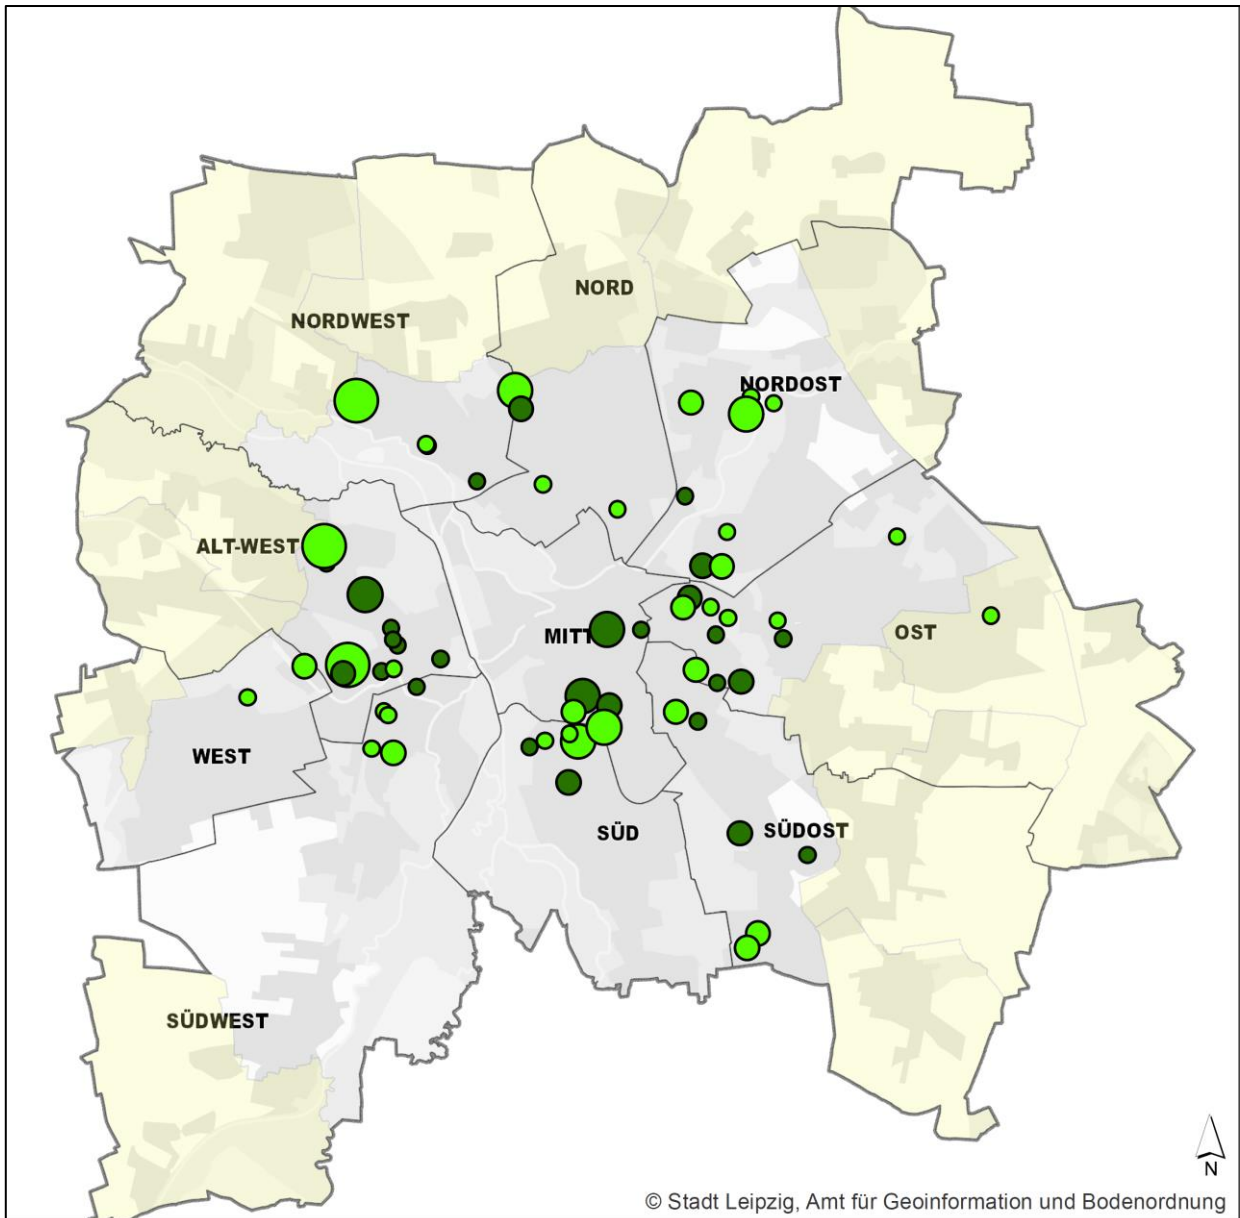 NORD
NORDWEST
NORDOST
ALT-WEST
MITT
OST
WEST
SÜD
SÜDOST
SÜDWEST
N
© Stadt Leipzig, Amt für Geoinformation und Bodenordnung